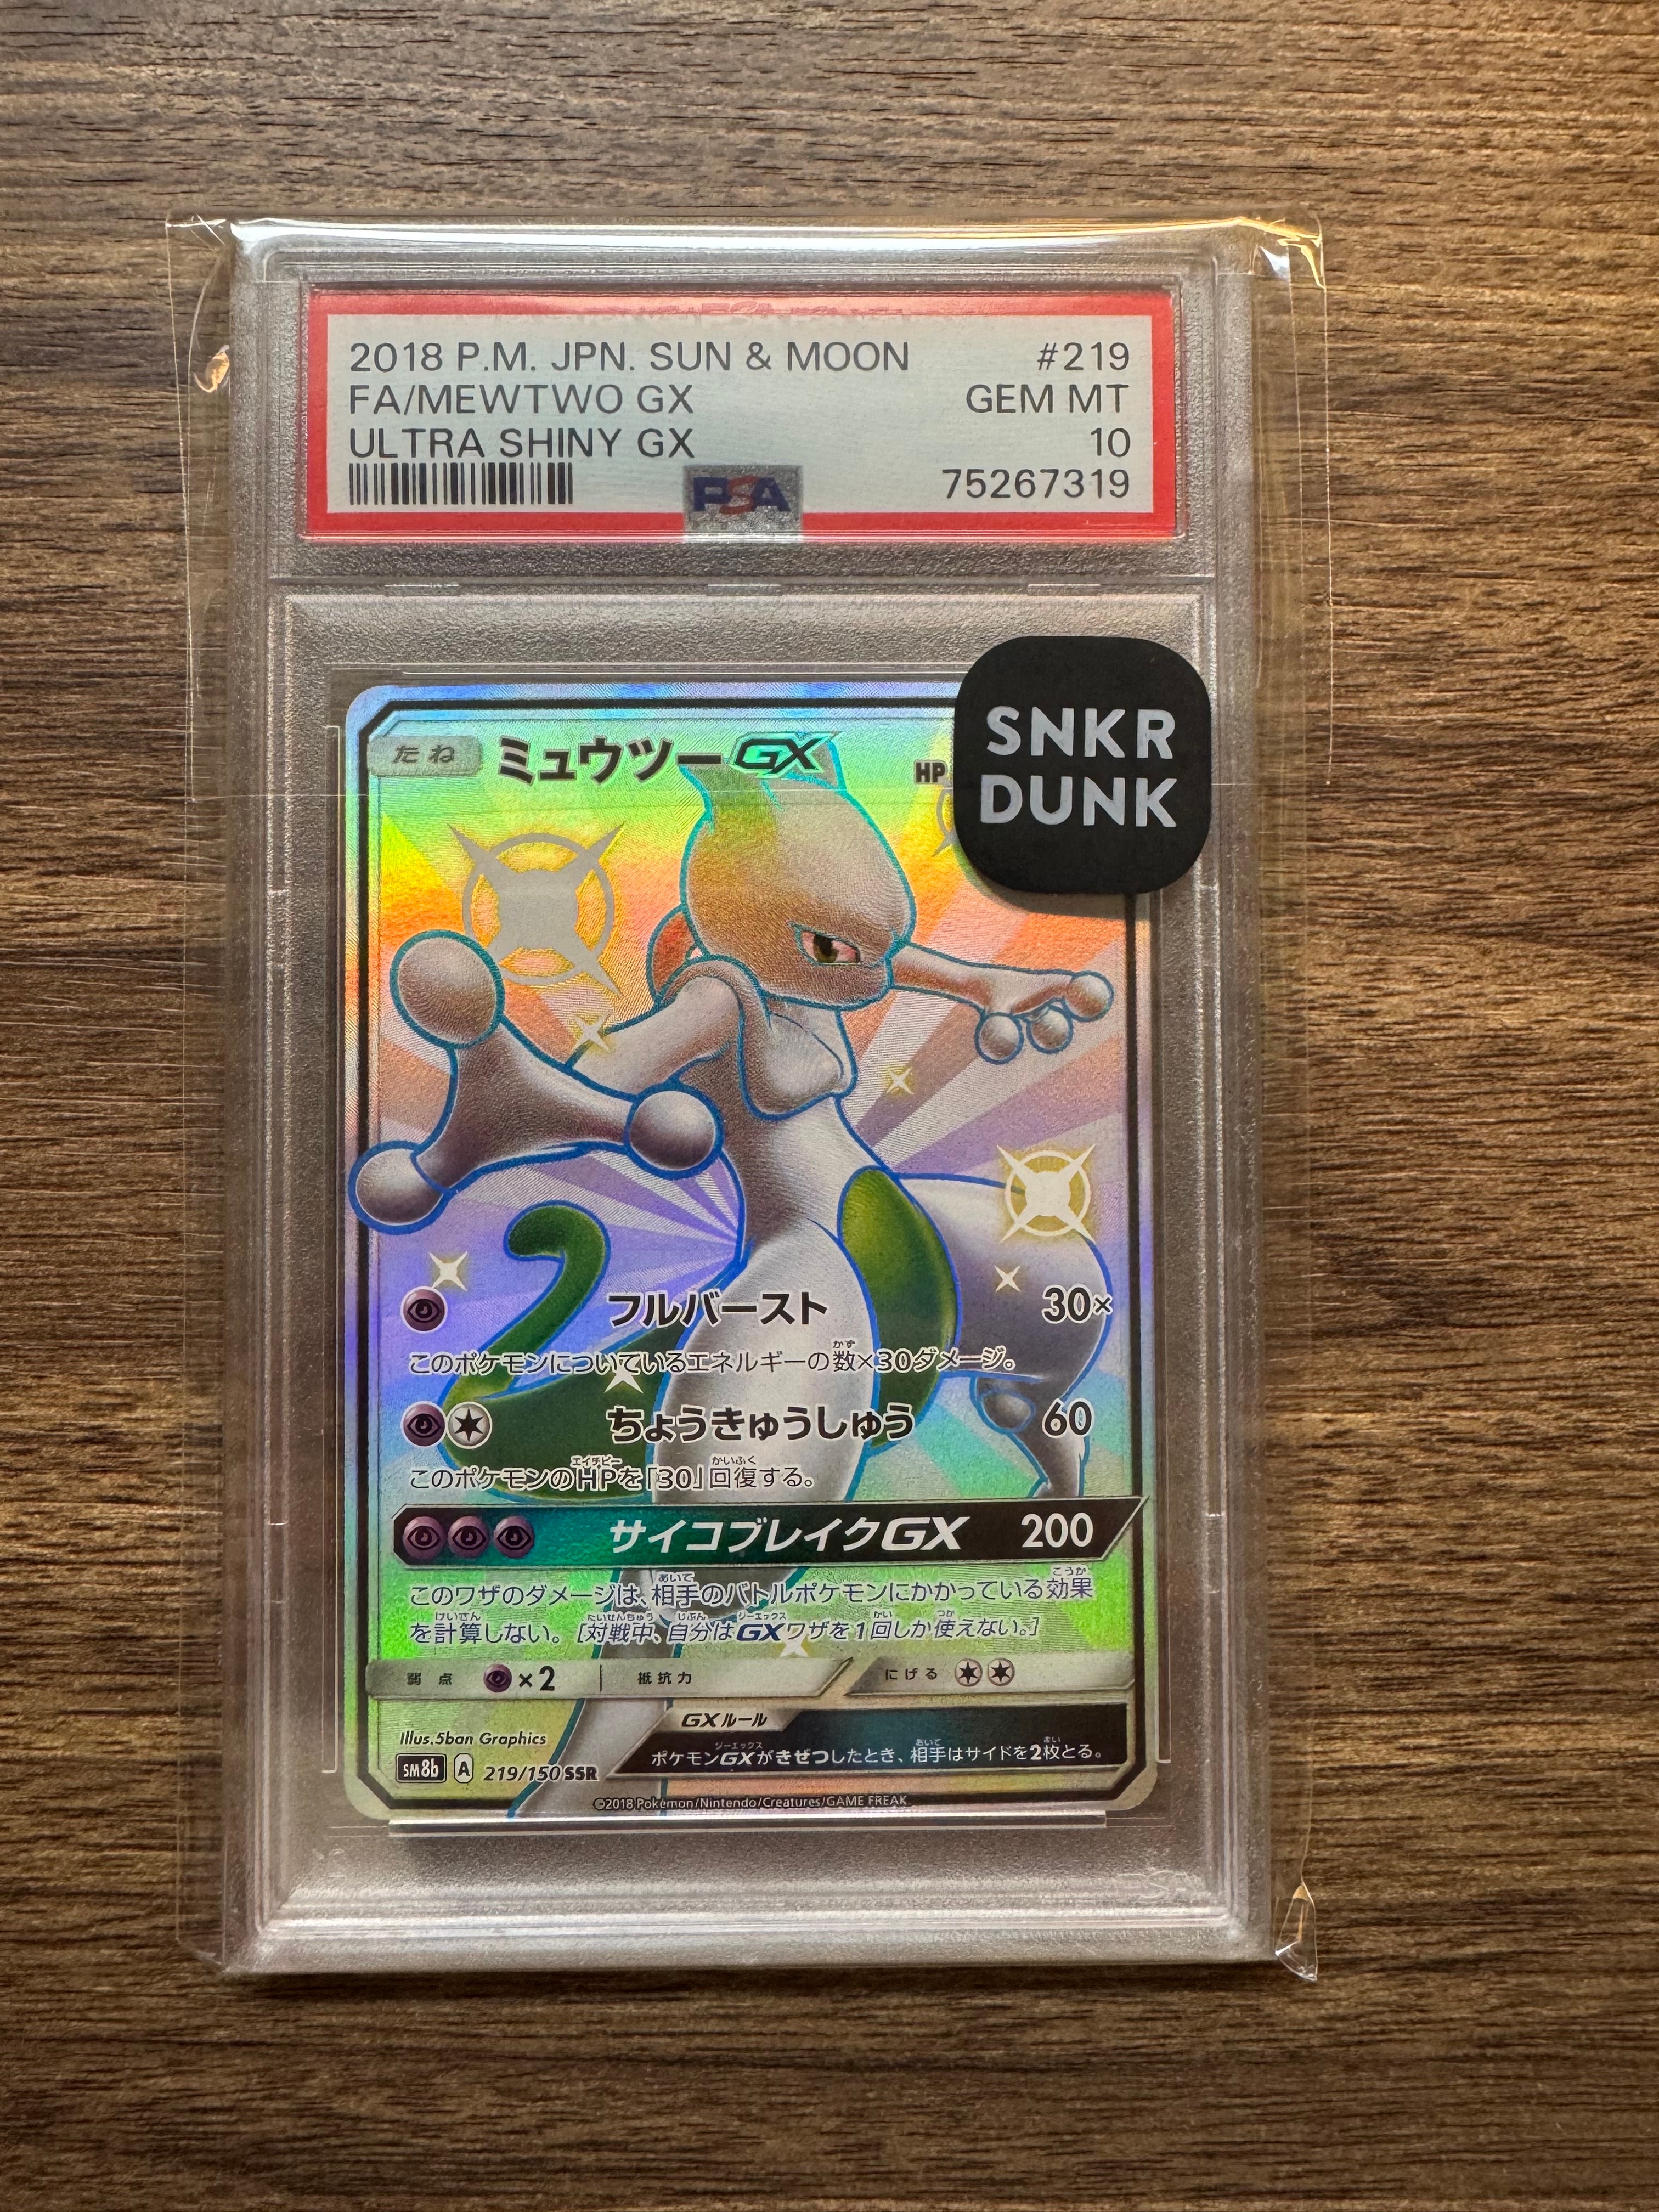 2018 P.M. JPN. SUN & MOON #219
FA/MEWTWO GX GEM MT
ULTRA SHINY GX 10
PSA 75267319
SNKR
DUNK
たね ミュウツーGX HP
フルバースト 30×
このポケモンについているエネルギーの数×30ダメージ。
ちょうきゅうしゅう 60
このポケモンのHPを「30」回復する。
サイコブレイクGX 200
このワザのダメージは、相手のバトルポケモンにかかっている効果
を計算しない。[対戦中、自分はGXワザを1回しか使えない。]
弱点 ×2 抵抗力 にげる
GXルール
ポケモンGXがきぜつしたとき、相手はサイドを2枚とる。
Illus.5ban Graphics
sm8b A 219/150 SSR
©2018 Pokémon/Nintendo/Creatures/GAME FREAK.